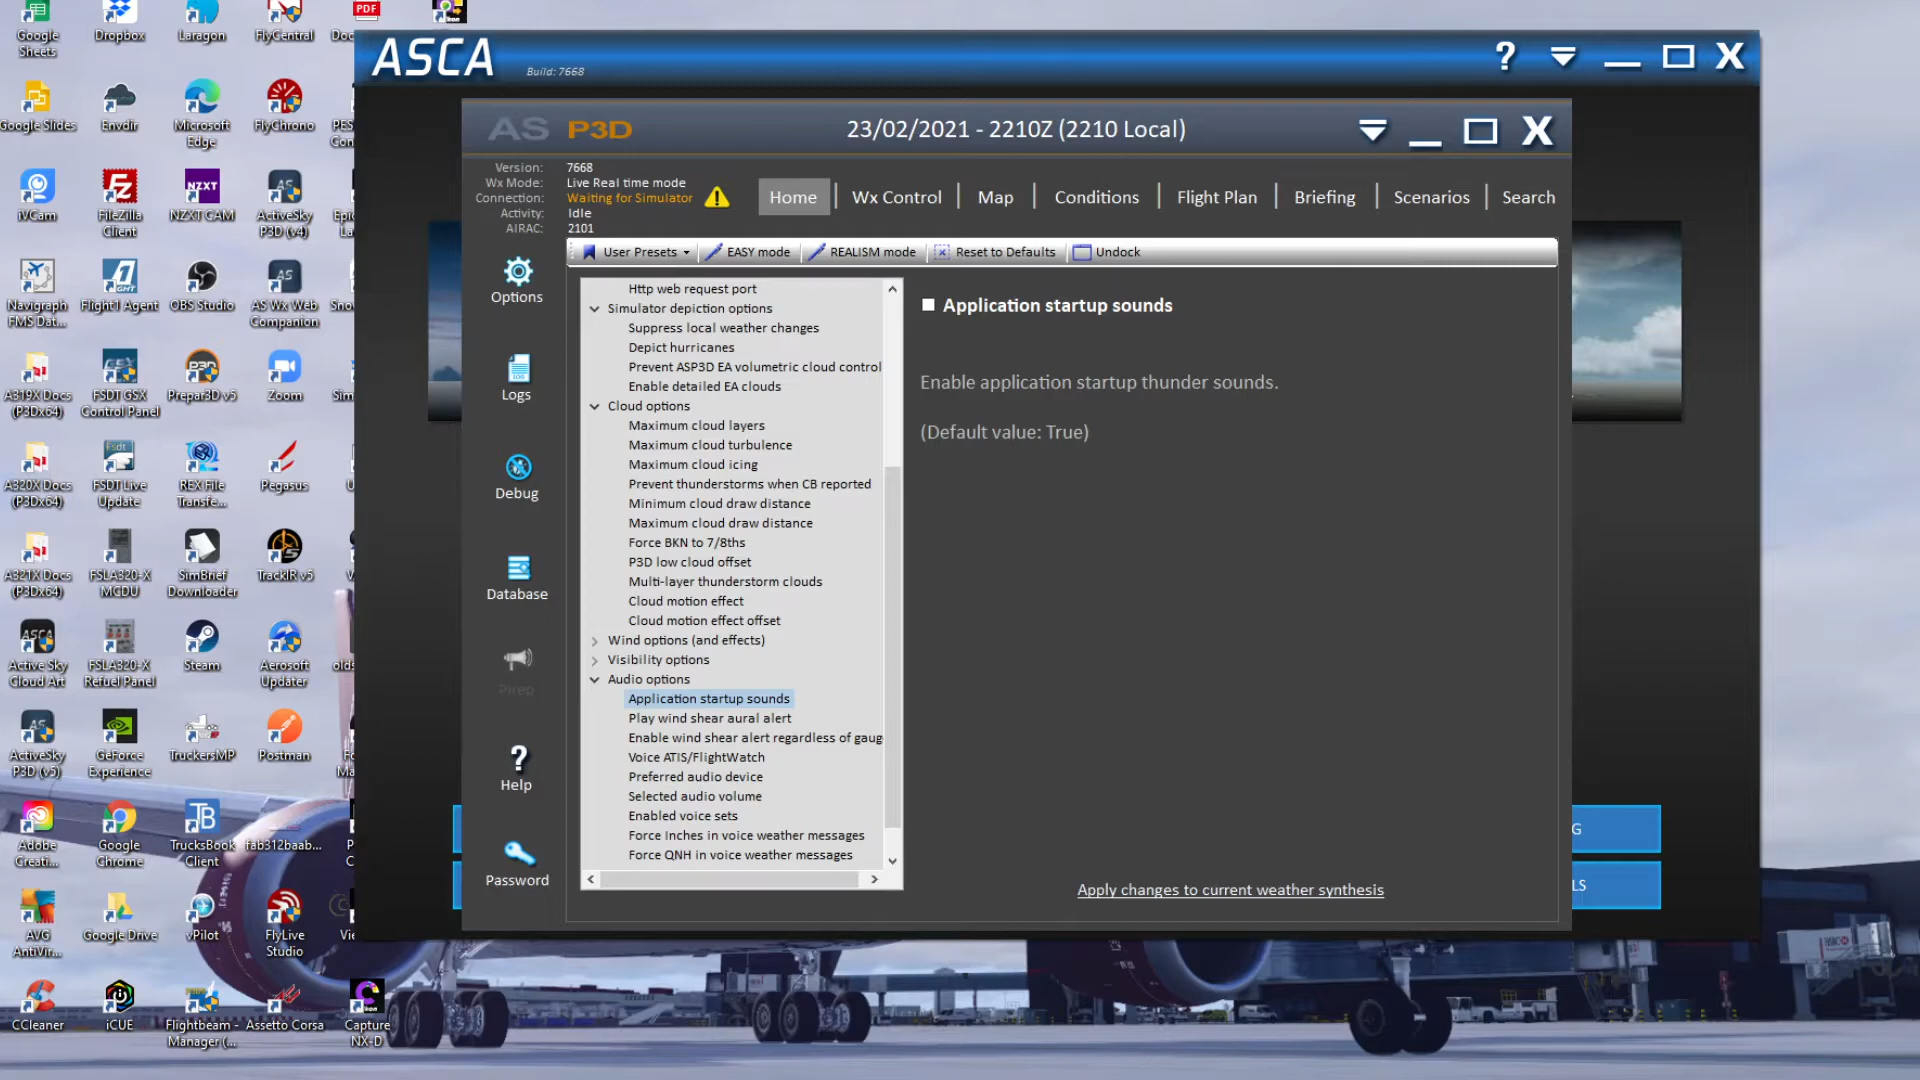 Google Sheets
Dropbox
Laragon
FlyCentral
PDF
Google Slides
Envdir
Microsoft Edge
FlyChrono
iVCam
FileZilla Client
NZXT CAM
ActiveSky P3D (v4)
Navigraph FMS Dat...
Flight1 Agent
OBS Studio
AS Wx Web Companion
A319X Docs (P3Dx64)
FSDT GSX Control Panel
Prepar3D v5
Zoom
A320X Docs (P3Dx64)
FSDT Live Update
REX File Transfe...
Pegasus
A321X Docs (P3Dx64)
FSLA320-X MCDU
SimBrief Downloader
TrackIR v5
Active Sky Cloud Art
FSLA320-X Refuel Panel
Steam
Aerosoft Updater
ActiveSky P3D (v5)
GeForce Experience
TruckersMP
Postman
Adobe Creati...
Google Chrome
TrucksBook Client
fab312baab...
AVG AntiVir...
Google Drive
vPilot
FlyLive Studio
CCleaner
iCUE
Flightbeam - Manager (...
Assetto Corsa
Capture NX-D
ASCA
Build: 7668
? X
AS P3D
23/02/2021 - 2210Z (2210 Local)
X
Version: 7668
Wx Mode: Live Real time mode
Connection: Waiting for Simulator
Activity: Idle
AIRAC: 2101
Home
Wx Control
Map
Conditions
Flight Plan
Briefing
Scenarios
Search
User Presets
EASY mode
REALISM mode
Reset to Defaults
Undock
Options
Logs
Debug
Database
Pirep
Help
Password
Http web request port
Simulator depiction options
Suppress local weather changes
Depict hurricanes
Prevent ASP3D EA volumetric cloud control
Enable detailed EA clouds
Cloud options
Maximum cloud layers
Maximum cloud turbulence
Maximum cloud icing
Prevent thunderstorms when CB reported
Minimum cloud draw distance
Maximum cloud draw distance
Force BKN to 7/8ths
P3D low cloud offset
Multi-layer thunderstorm clouds
Cloud motion effect
Cloud motion effect offset
Wind options (and effects)
Visibility options
Audio options
Application startup sounds
Play wind shear aural alert
Enable wind shear alert regardless of gaug
Voice ATIS/FlightWatch
Preferred audio device
Selected audio volume
Enabled voice sets
Force Inches in voice weather messages
Force QNH in voice weather messages
Application startup sounds
Enable application startup thunder sounds.
(Default value: True)
Apply changes to current weather synthesis
G
LS